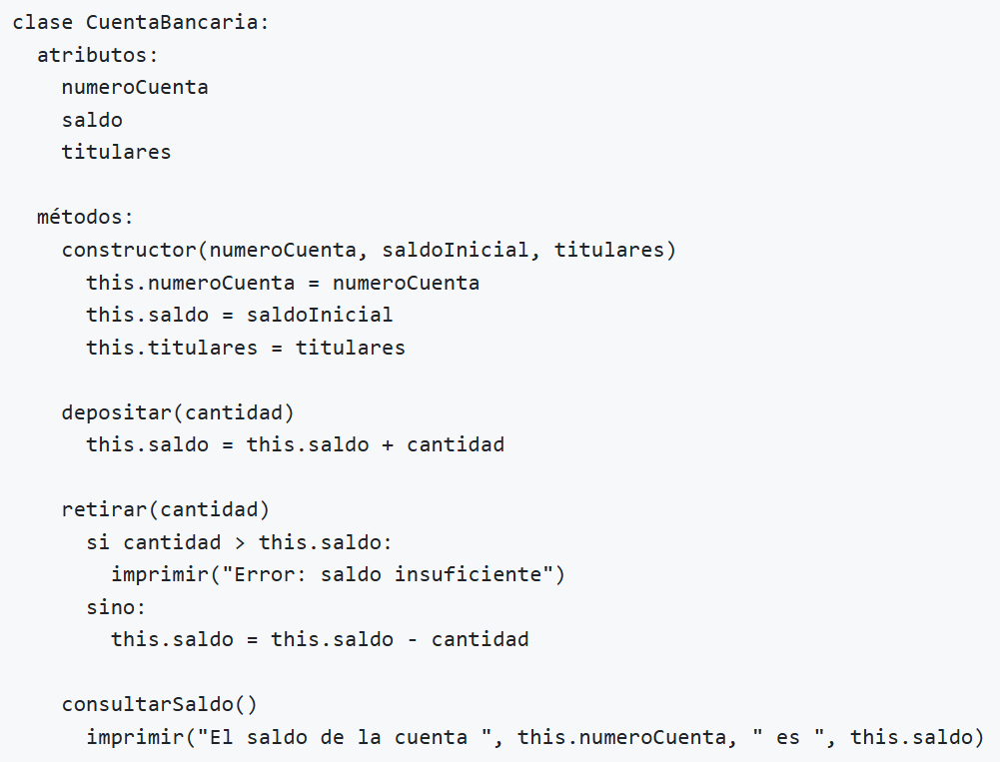 clase CuentaBancaria:
  atributos:
    numeroCuenta
    saldo
    titulares

  métodos:
    constructor(numeroCuenta, saldoInicial, titulares)
      this.numeroCuenta = numeroCuenta
      this.saldo = saldoInicial
      this.titulares = titulares

    depositar(cantidad)
      this.saldo = this.saldo + cantidad

    retirar(cantidad)
      si cantidad > this.saldo:
        imprimir("Error: saldo insuficiente")
      sino:
        this.saldo = this.saldo - cantidad

    consultarSaldo()
      imprimir("El saldo de la cuenta ", this.numeroCuenta, " es ", this.saldo)